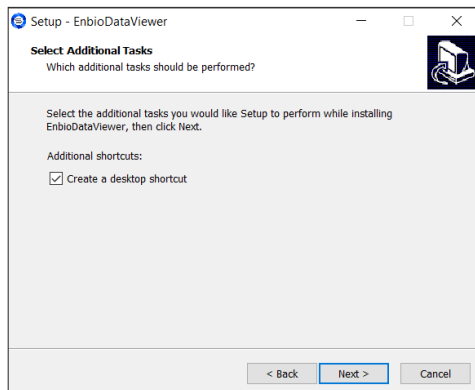 Setup - EnbioDataViewer
Select Additional Tasks
Which additional tasks should be performed?
Select the additional tasks you would like Setup to perform while installing
EnbioDataViewer, then click Next.
Additional shortcuts:
Create a desktop shortcut
< Back
Next >
Cancel